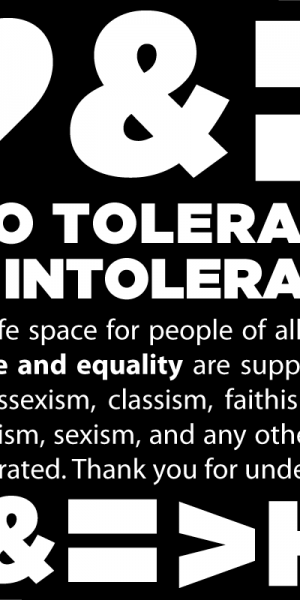 & =
O TOLERA
INTOLERA
fe space for people of all
e and equality are supp
ssexism, classism, faithis
ism, sexism, and any othe
rated. Thank you for unde
& = > H